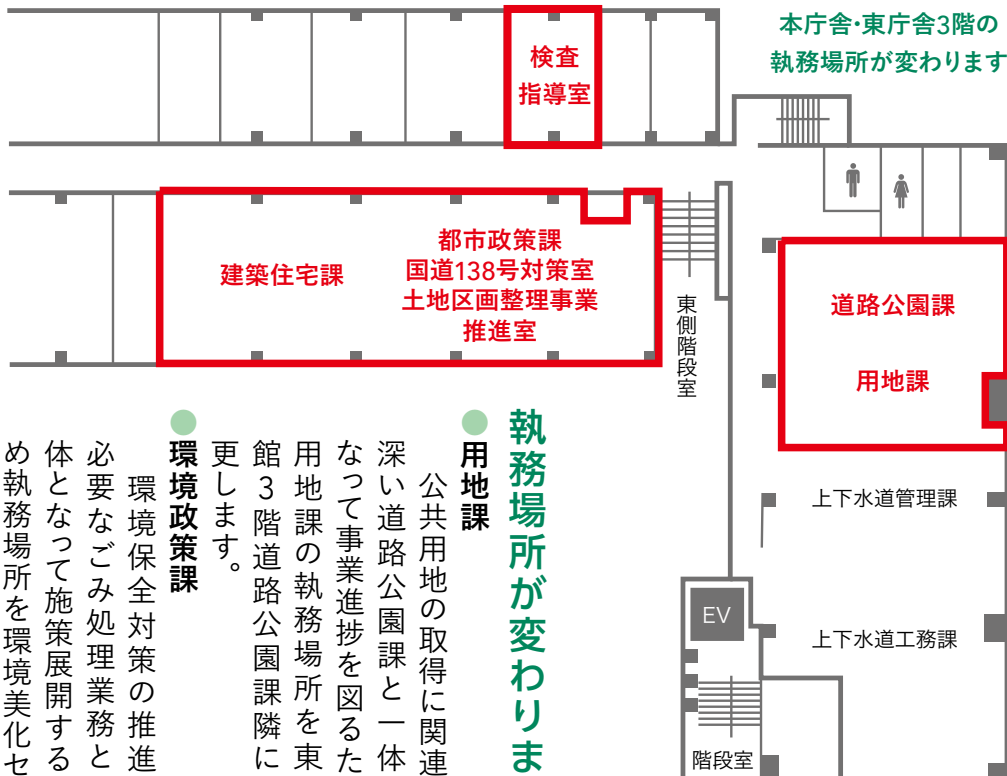 本庁舎・東庁舎3階の
執務場所が変わります
検査
指導室
建築住宅課
都市政策課
国道138号対策室
土地区画整理事業
推進室
東側階段室
道路公園課
用地課
上下水道管理課
上下水道工務課
EV
階段室
執務場所が変わりま
●用地課
公共用地の取得に関連
深い道路公園課と一体
なって事業進捗を図るた
用地課の執務場所を東
館3階道路公園課隣に
更します。
●環境政策課
環境保全対策の推進
必要なごみ処理業務と
体となって施策展開する
め執務場所を環境美化セ